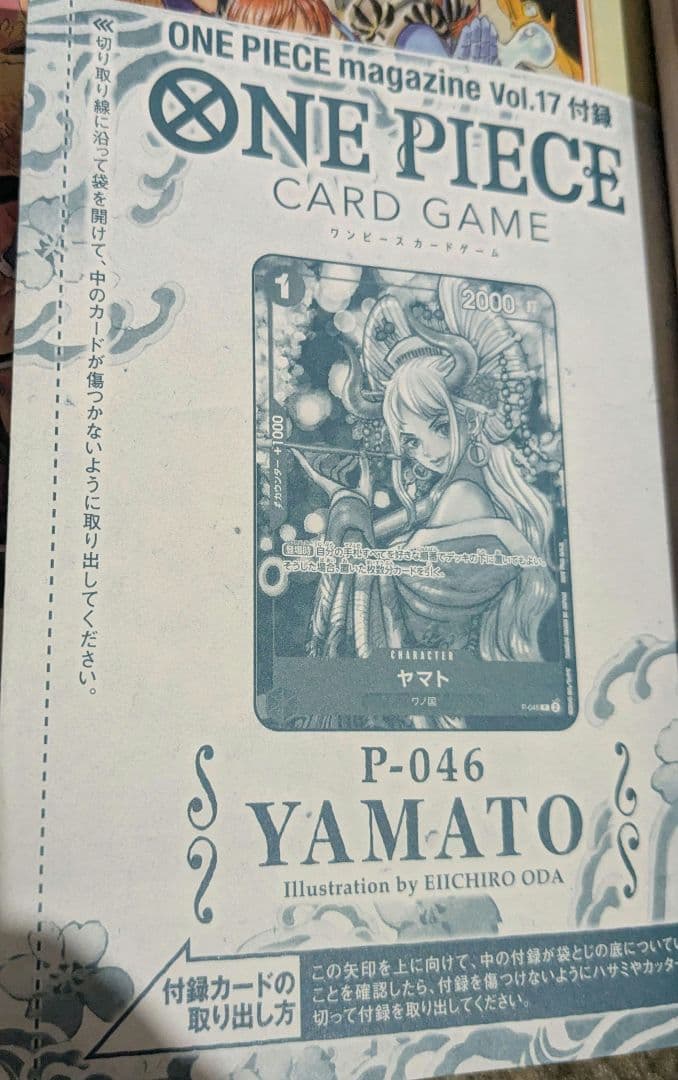 ONE PIECE magazine Vol.17 付録
ONE PIECE
CARD GAME
ワンピースカードゲーム
切り取り線に沿って袋を開けて、中のカードが傷つかないように取り出してください。
1
2000
カウンター +1000
登場時 自分の手札すべてを好きな順番でデッキの下に置いてもよい。
そうした場合、置いた枚数分カードを引く。
CHARACTER
ヤマト
ワノ国
P-046 P 2
P-046
YAMATO
Illustration by EIICHIRO ODA
付録カードの
取り出し方
この矢印を上に向けて、中の付録が袋とじの底についてい
ことを確認したら、付録を傷つけないようにハサミやカッター
切って付録を取り出してください。